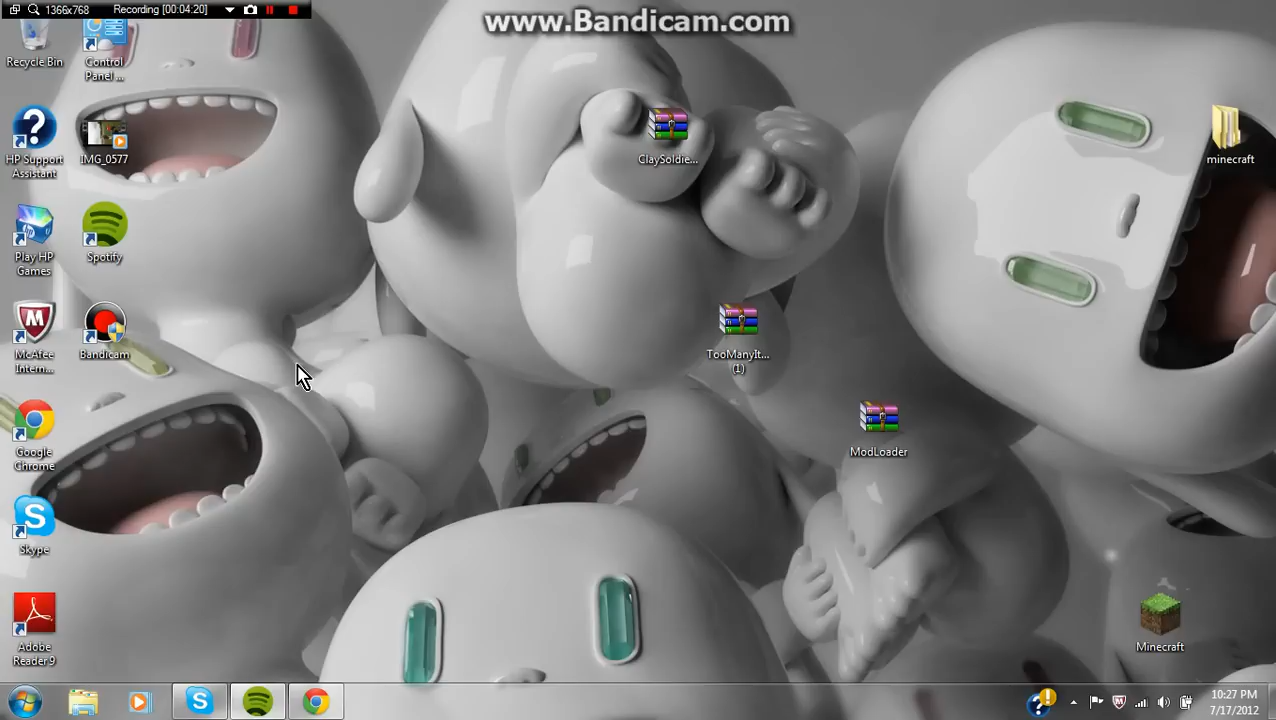 1366x768 Recording [00:04:20]
www.Bandicam.com
Recycle Bin
Control
Panel ...
HP Support
Assistant
IMG_0577
Play HP
Games
Spotify
McAfee
Intern...
Bandicam
Google
Chrome
Skype
Adobe
Reader 9
ClaySoldie...
TooManyIt...
(1)
ModLoader
minecraft
Minecraft
10:27 PM
7/17/2012